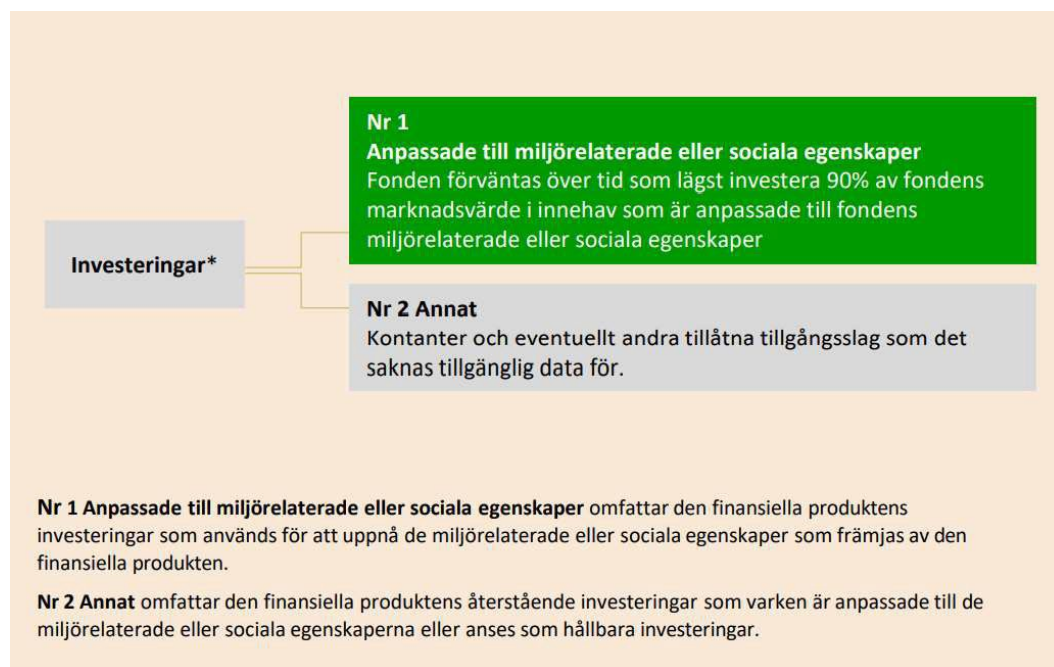 Nr 1
Anpassade till miljörelaterade eller sociala egenskaper
Fonden förväntas över tid som lägst investera 90% av fondens
marknadsvärde i innehav som är anpassade till fondens
miljörelaterade eller sociala egenskaper
Investeringar*
Nr 2 Annat
Kontanter och eventuellt andra tillåtna tillgångsslag som det
saknas tillgänglig data för.
Nr 1 Anpassade till miljörelaterade eller sociala egenskaper omfattar den finansiella produktens
investeringar som används för att uppnå de miljörelaterade eller sociala egenskaper som främjas av den
finansiella produkten.
Nr 2 Annat omfattar den finansiella produktens återstående investeringar som varken är anpassade till de
miljörelaterade eller sociala egenskaperna eller anses som hållbara investeringar.